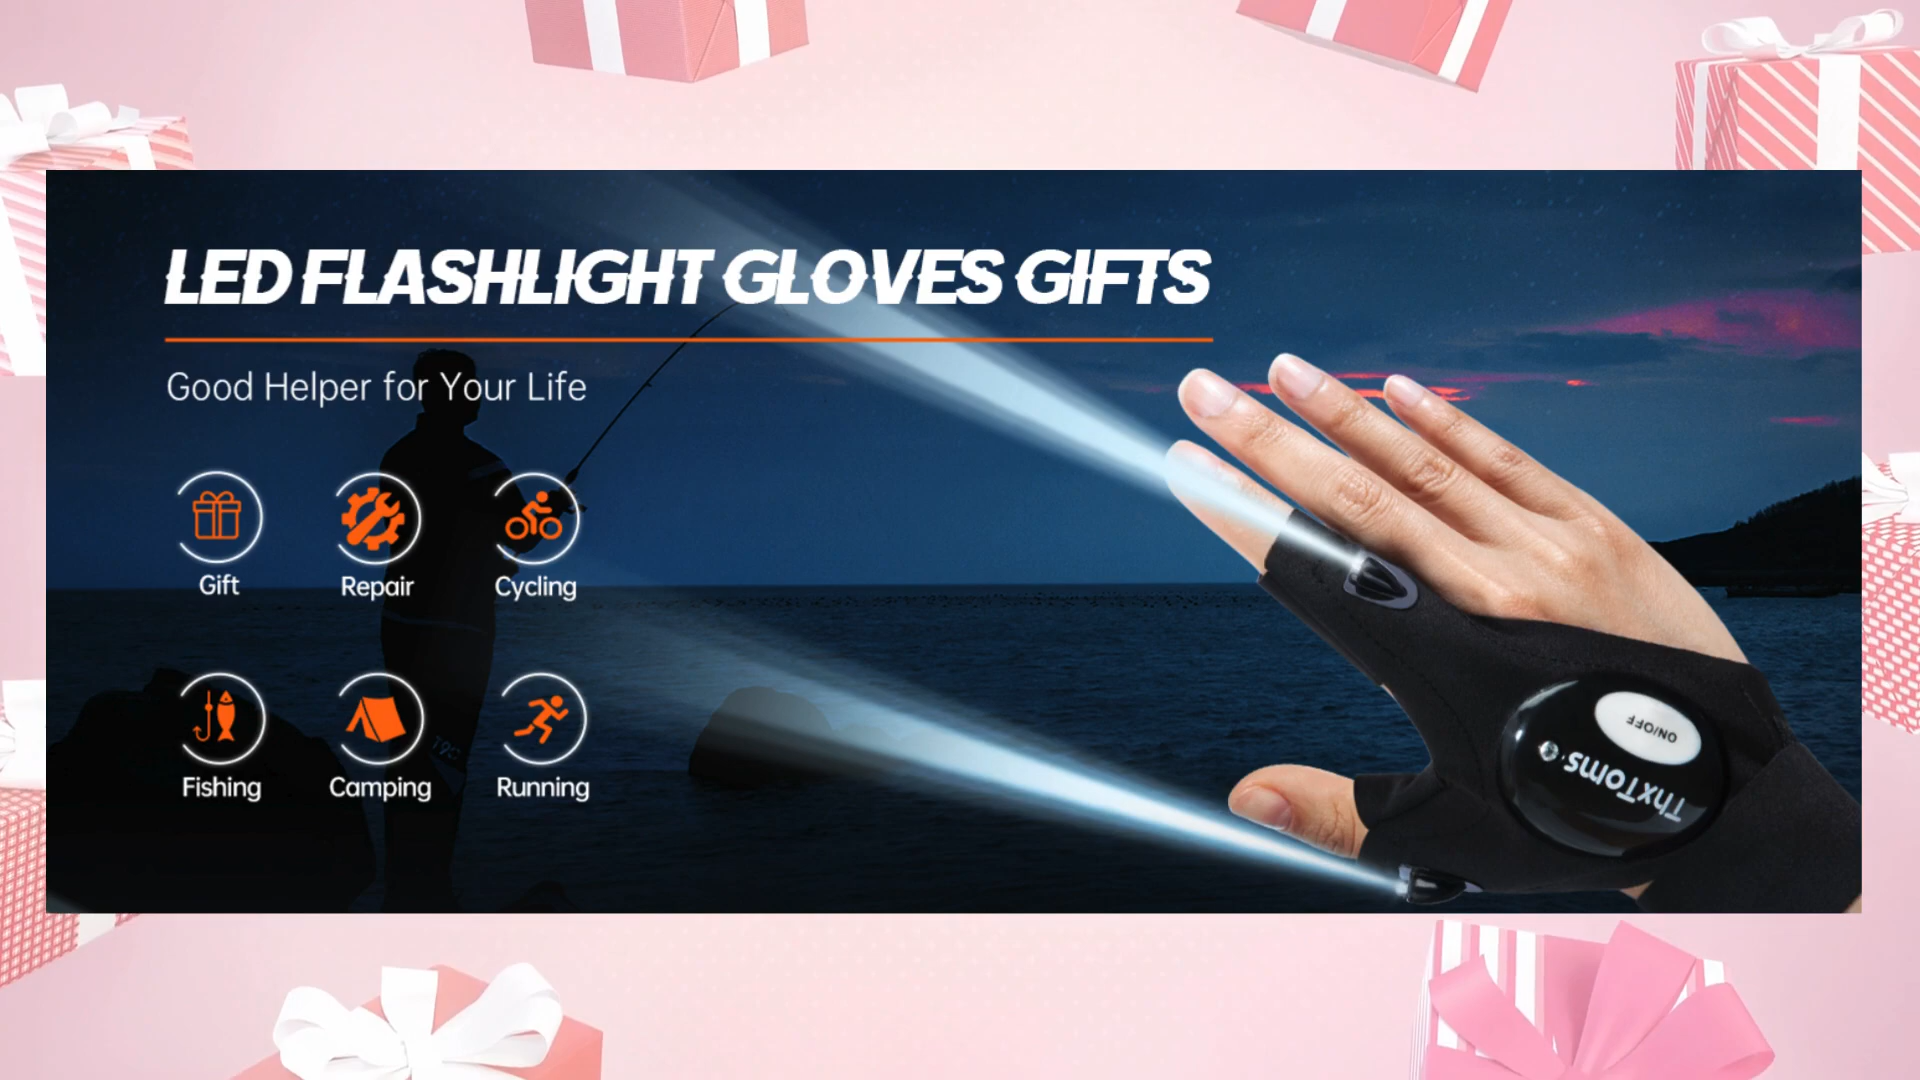 LED FLASHLIGHT GLOVES GIFTS
Good Helper for Your Life
Gift
Repair
Cycling
Fishing
Camping
Running
ON/OFF
ThxToms